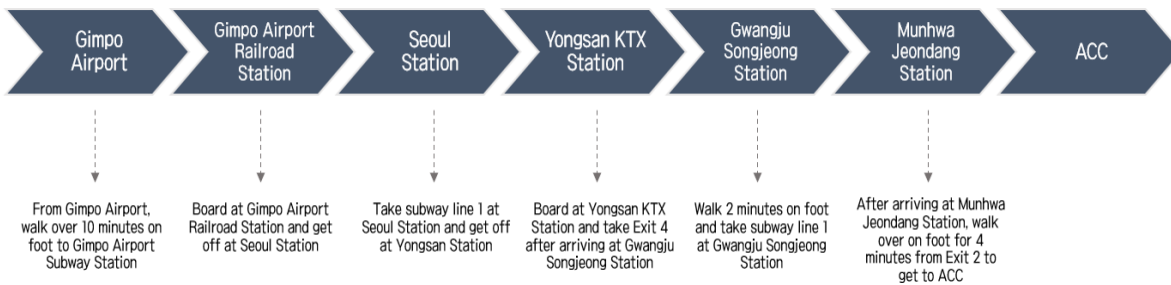 Gimpo
Airport
Gimpo Airport
Railroad
Station
Seoul
Station
Yongsan KTX
Station
Gwangju
Songjeong
Station
Munhwa
Jeondang
Station
ACC
From Gimpo Airport,
walk over 10 minutes on
foot to Gimpo Airport
Subway Station
Board at Gimpo Airport
Railroad Station and get
off at Seoul Station
Take subway line 1 at
Seoul Station and get off
at Yongsan Station
Board at Yongsan KTX
Station and take Exit 4
after arriving at Gwangju
Songjeong Station
Walk 2 minutes on foot
and take subway line 1
at Gwangju Songjeong
Station
After arriving at Munhwa
Jeondang Station, walk
over on foot for 4
minutes from Exit 2 to
get to ACC